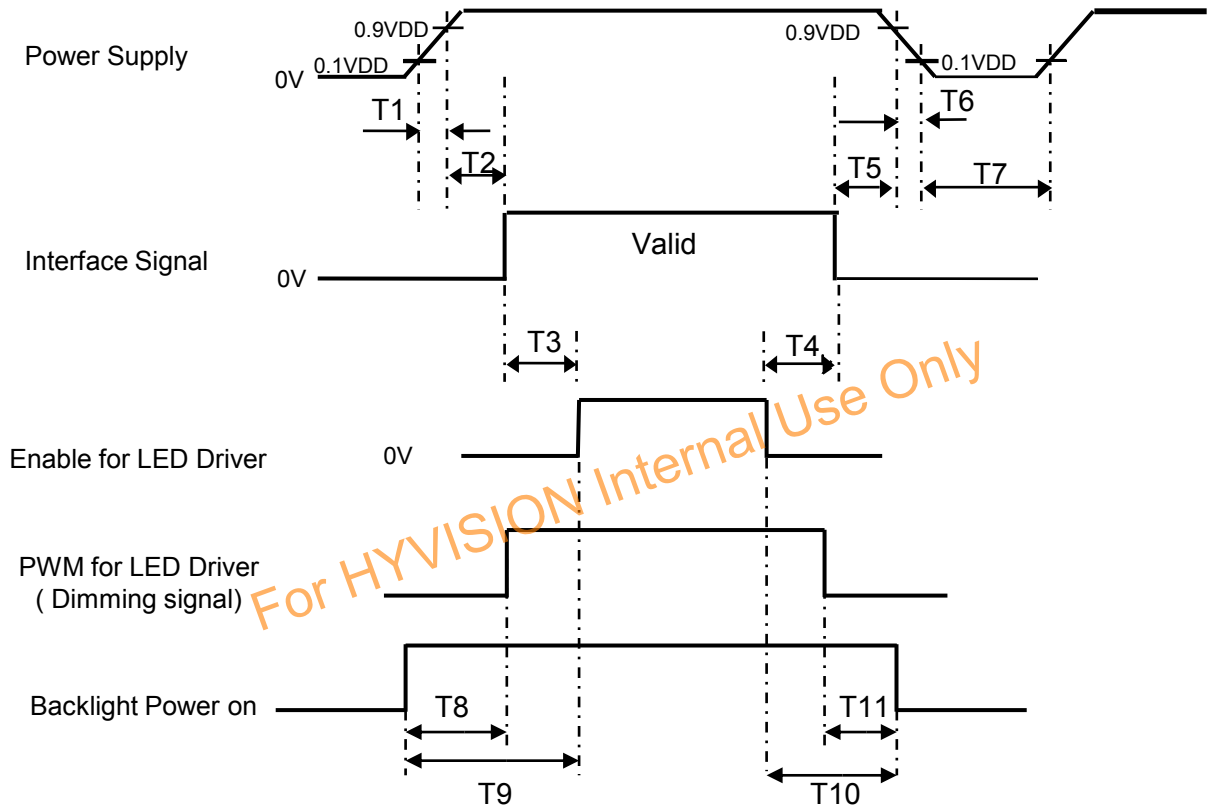 0.9VDD
0.9VDD
Power Supply
0.1VDD
0.1VDD
0V
T1
T6
T2
T5
T7
Valid
Interface Signal
0V
T3
T4
For HYVISION Internal Use Only
Enable for LED Driver
0V
PWM for LED Driver
( Dimming signal)
Backlight Power on
T8
T11
T9
T10